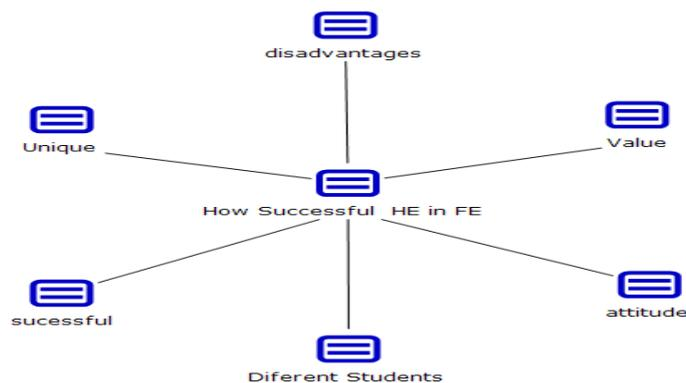 disadvantages
Unique
Value
How Successful HE in FE
sucessful
attitude
Diferent Students